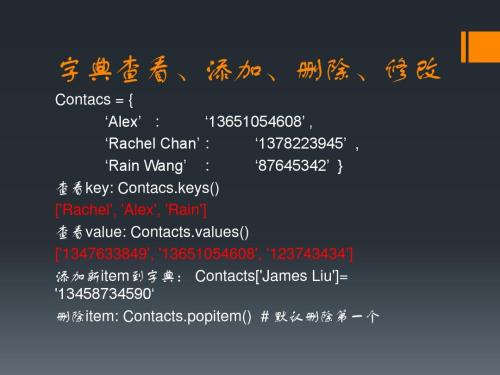 字典查看、添加、删除、修改
Contacs = {
‘Alex’ : ‘13651054608’ ,
‘Rachel Chan’ : ‘1378223945’ ,
‘Rain Wang’ : ‘87645342’ }
查看key: Contacs.keys()
['Rachel', 'Alex', 'Rain']
查看value: Contacts.values()
['1347633849', '13651054608', '123743434']
添加新item到字典： Contacts['James Liu']=
'13458734590‘
删除item: Contacts.popitem() # 默认删除第一个